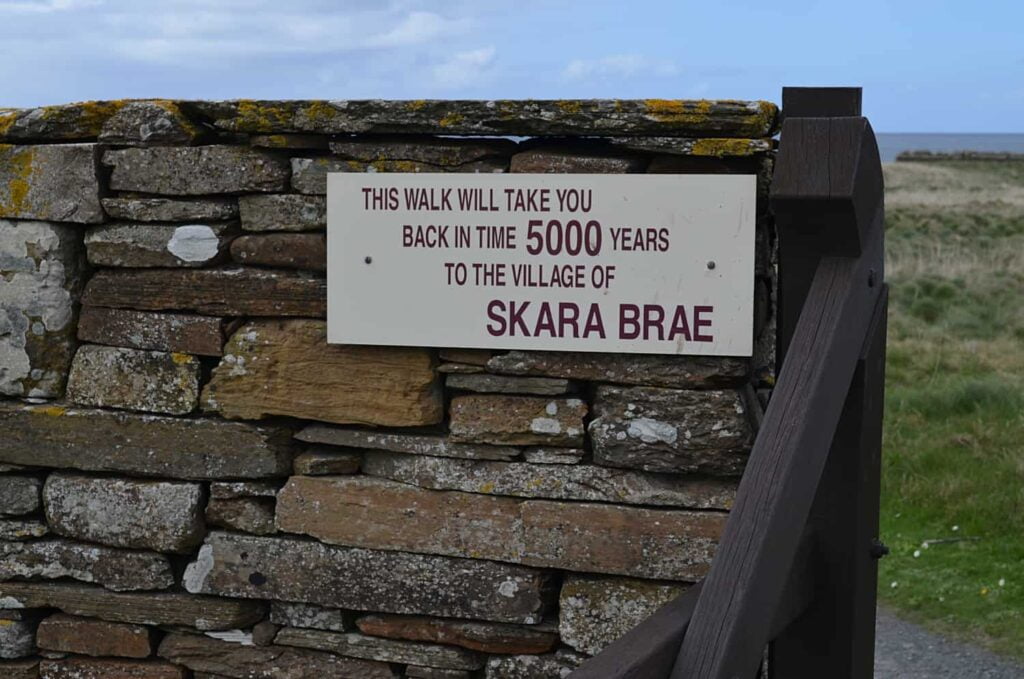 THIS WALK WILL TAKE YOU
BACK IN TIME 5000 YEARS
TO THE VILLAGE OF
SKARA BRAE